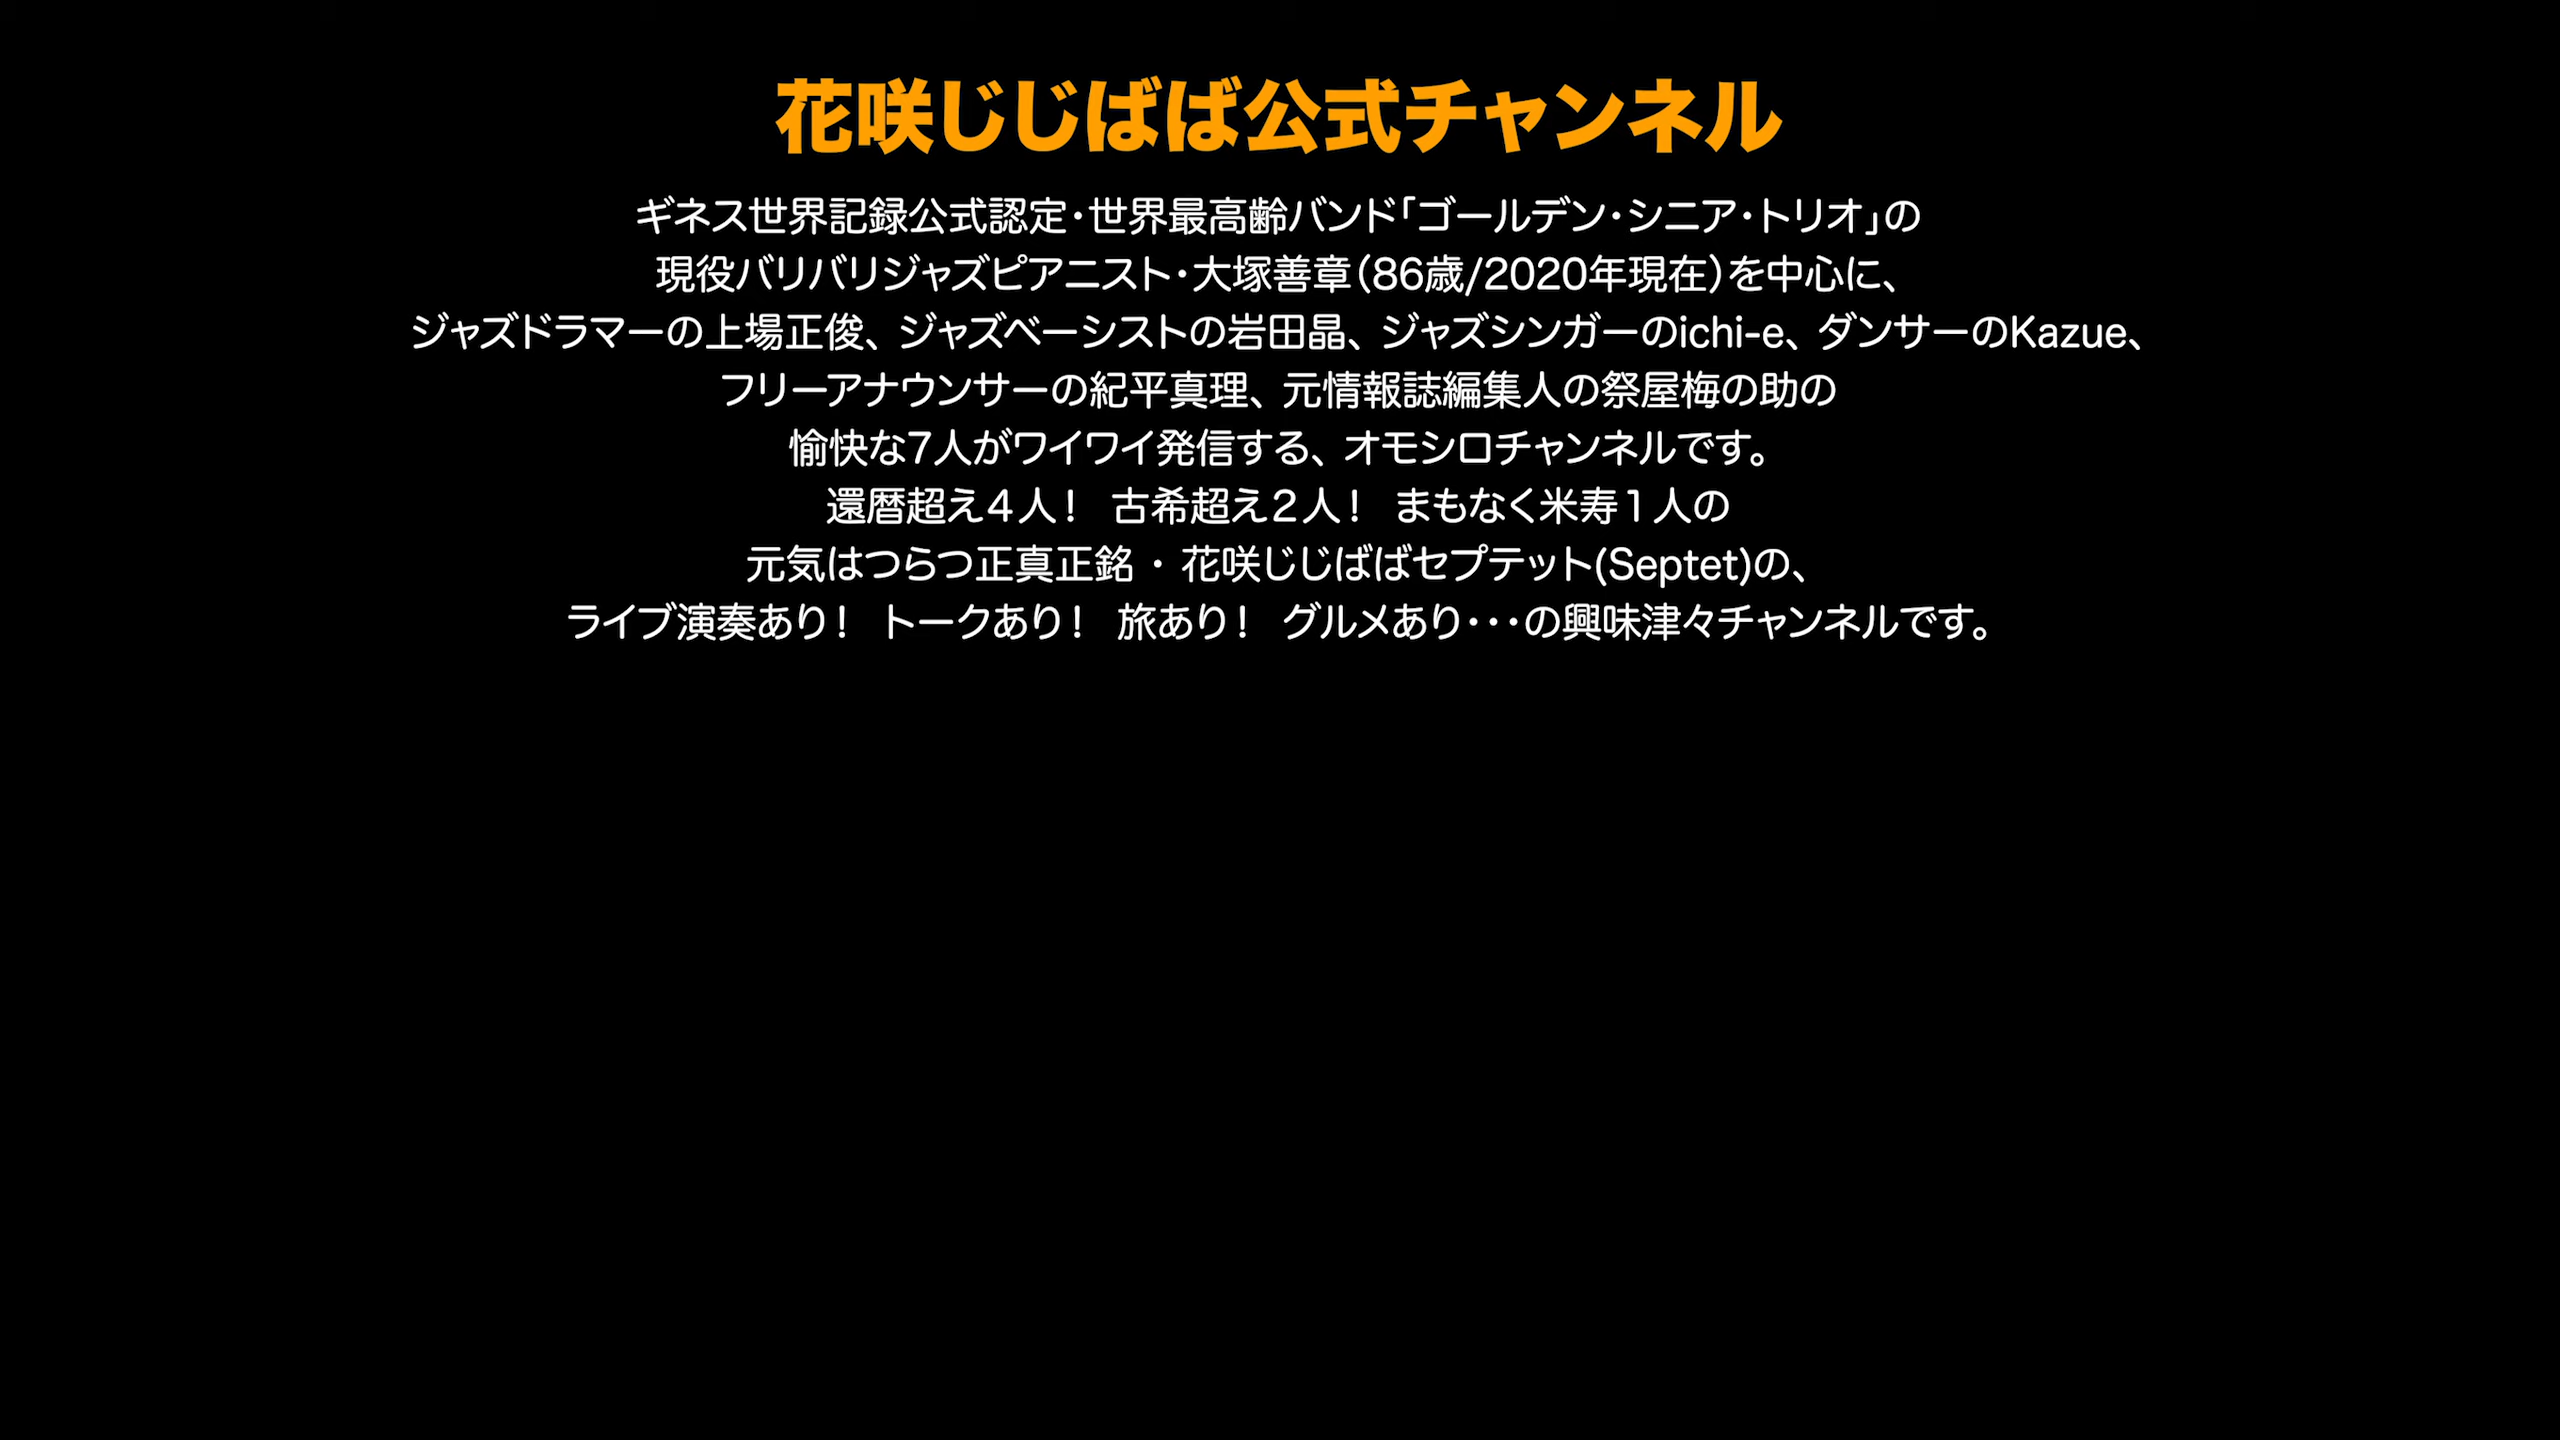 花咲じじばば公式チャンネル
ギネス世界記録公式認定・世界最高齢バンド「ゴールデン・シニア・トリオ」の
現役バリバリジャズピアニスト・大塚善章（86歳/2020年現在）を中心に、
ジャズドラマーの上場正俊、ジャズベーシストの岩田晶、ジャズシンガーのichi-e、ダンサーのKazue、
フリーアナウンサーの紀平真理、元情報誌編集人の祭屋梅の助の
愉快な7人がワイワイ発信する、オモシロチャンネルです。
還暦超え４人！　古希超え２人！　まもなく米寿１人の
元気はつらつ正真正銘 ・ 花咲じじばばセプテット(Septet)の、
ライブ演奏あり！　トークあり！　旅あり！　グルメあり・・・の興味津々チャンネルです。